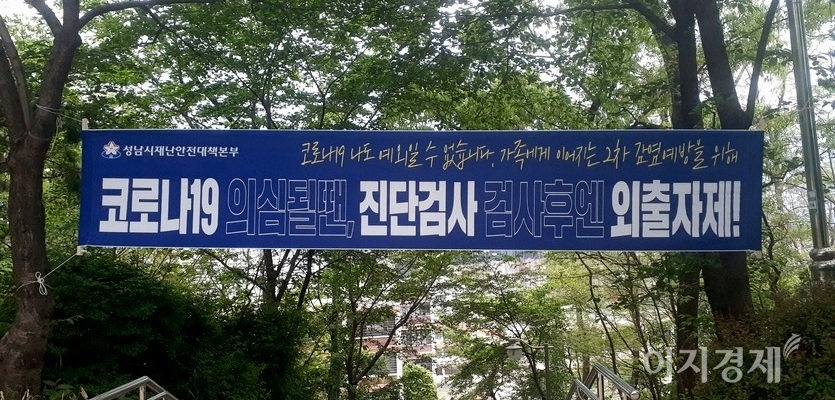 성남시재난안전대책본부
코로나19 나도 예외일 수 없습니다. 가족에게 이어지는 2차 감염예방을 위해
코로나19 의심될땐, 진단검사 검사후엔 외출자제!
아지경제